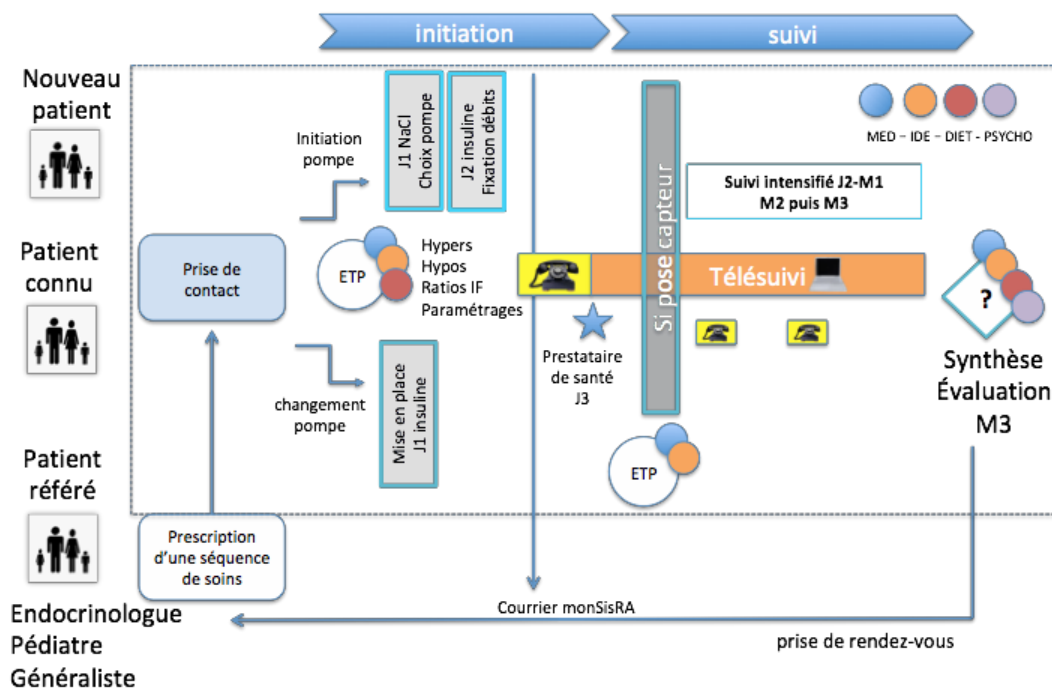 initiation
suivi
Nouveau
patient
Initiation
pompe
J1 NaCl
Choix pompe
J2 insuline
Fixation débits
MED – IDE – DIET - PSYCHO
Si pose capteur
Suivi intensifié J2-M1
M2 puis M3
Patient
connu
Prise de
contact
ETP
Hypers
Hypos
Ratios IF
Paramétrages
Télésuivi
?
Prestataire
de santé
J3
Synthèse
Évaluation
M3
changement
pompe
Mise en place
J1 insuline
ETP
Patient
référé
Prescription
d'une séquence
de soins
Endocrinologue
Pédiatre
Généraliste
Courrier monSisRA
prise de rendez-vous